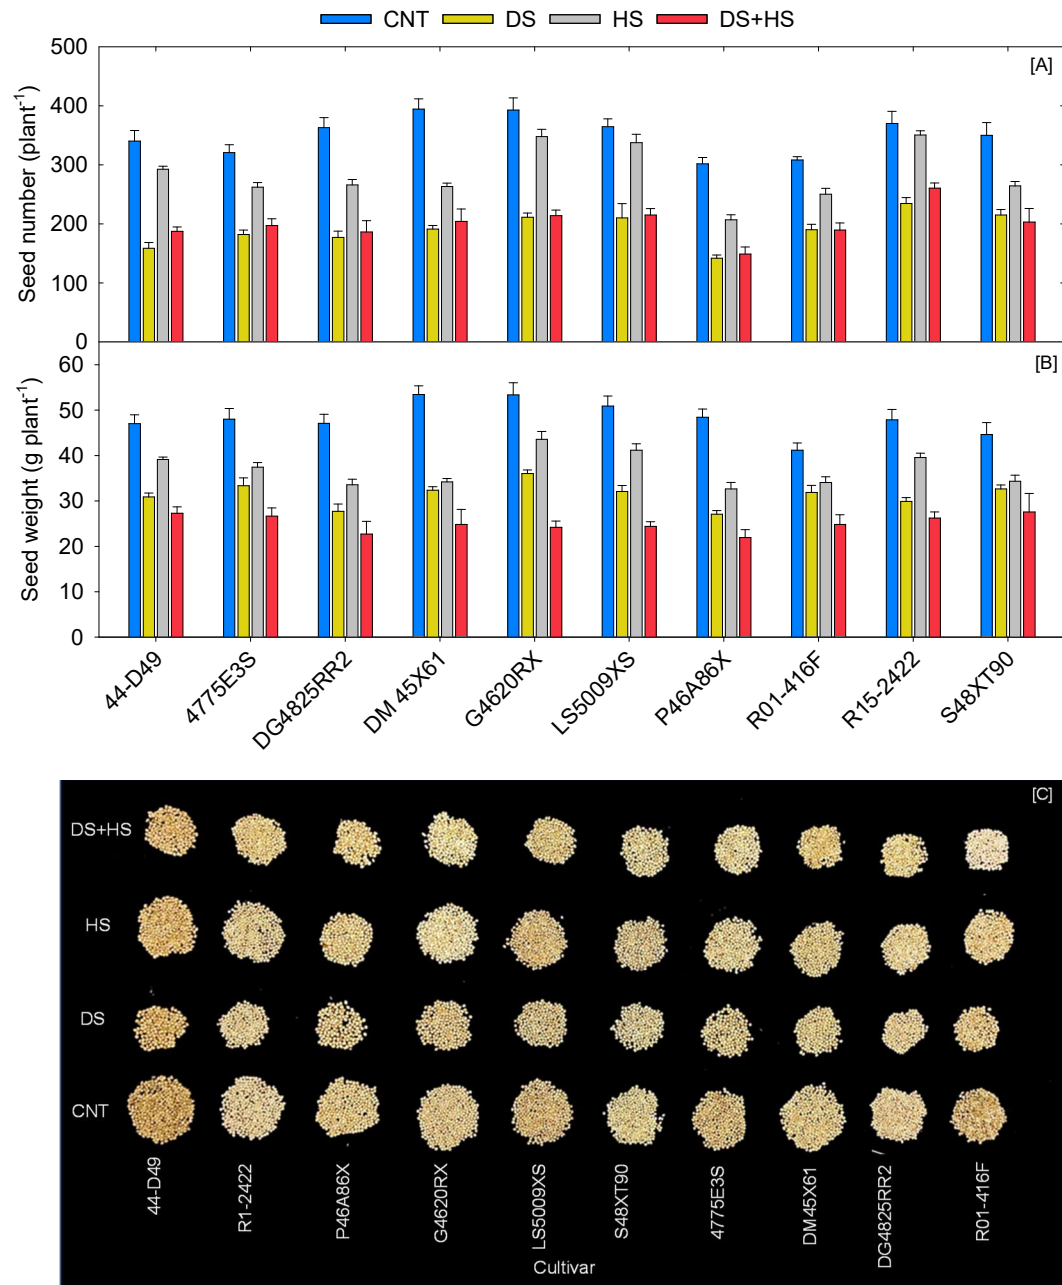 CNT DS HS DS+HS
[A]
Seed number (plant⁻¹)
500
400
300
200
100
0
[B]
Seed weight (g plant⁻¹)
60
50
40
30
20
10
0
44-D49 4775E3S DG4825RR2 DM 45X61 G4620RX LS5009XS P46A86X R01-416F R15-2422 S48XT90
[C]
DS+HS
HS
DS
CNT
44-D49 R1-2422 P46A86X G4620RX LS5009XS S48XT90 4775E3S DM45X61 DG4825RR2 R01-416F
Cultivar